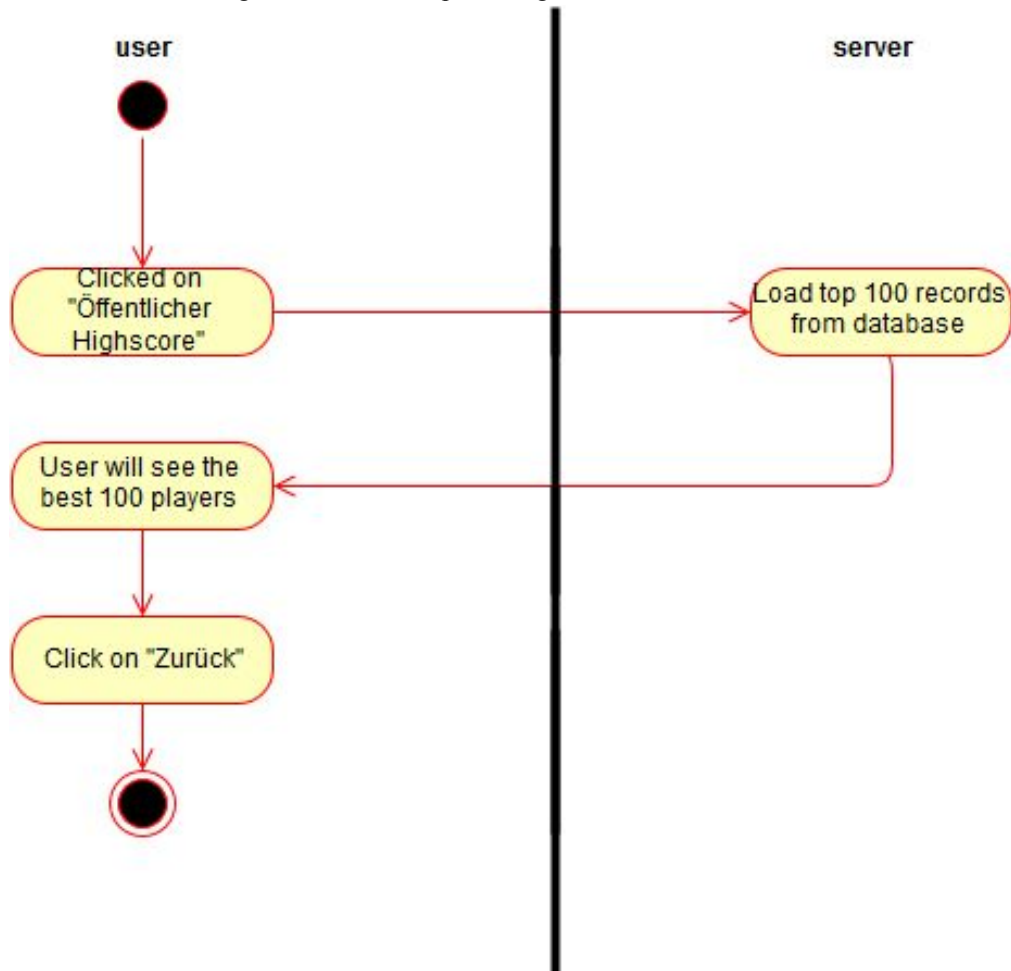 user
server
Clicked on
"Öffentlicher
Highscore"
Load top 100 records
from database
User will see the
best 100 players
Click on "Zurück"